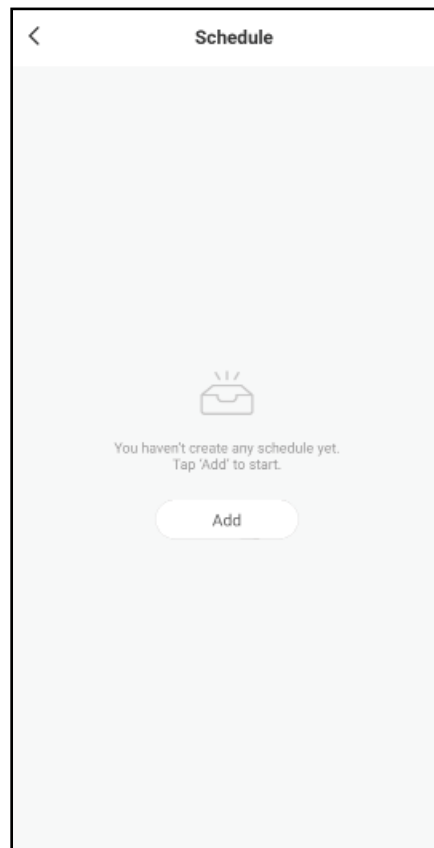 Schedule
You haven't create any schedule yet.
Tap 'Add' to start.
Add